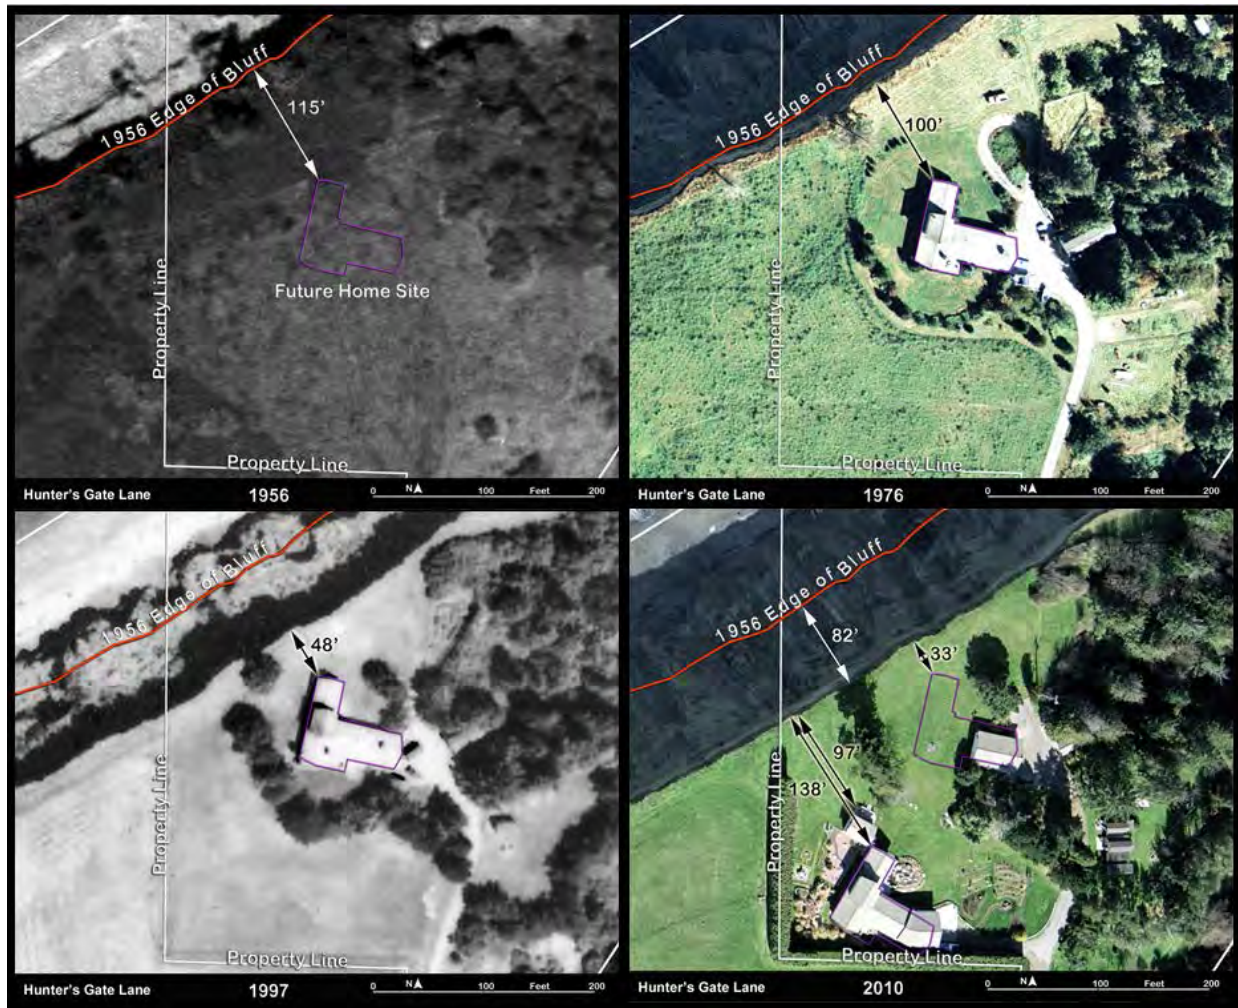 1956 Edge of Bluff
115'
Property Line
Future Home Site
Property Line
Hunter's Gate Lane 1956 0 N 100 Feet 200
1956 Edge of Bluff
100'
Property Line
Property Line
Hunter's Gate Lane 1976 0 N 100 Feet 200
1956 Edge of Bluff
48'
Property Line
Property Line
Hunter's Gate Lane 1997 0 N 100 Feet 200
1956 Edge of Bluff
82'
33'
97'
138'
Property Line
Property Line
Hunter's Gate Lane 2010 0 N 100 Feet 200